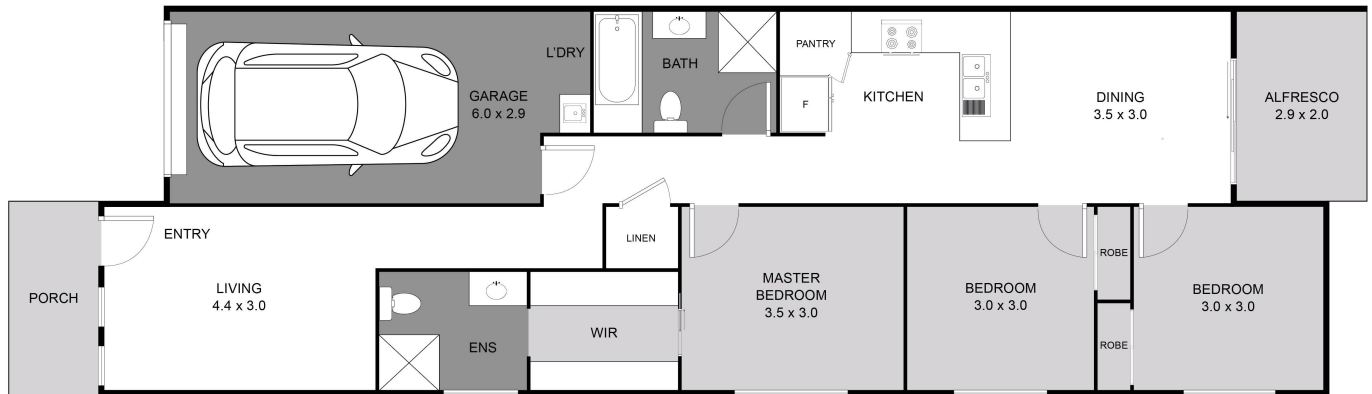 L'DRY
GARAGE
6.0 x 2.9
BATH
PANTRY
F
KITCHEN
DINING
3.5 x 3.0
ALFRESCO
2.9 x 2.0
PORCH
ENTRY
LIVING
4.4 x 3.0
ENS
WIR
LINEN
MASTER
BEDROOM
3.5 x 3.0
BEDROOM
3.0 x 3.0
ROBE
ROBE
BEDROOM
3.0 x 3.0